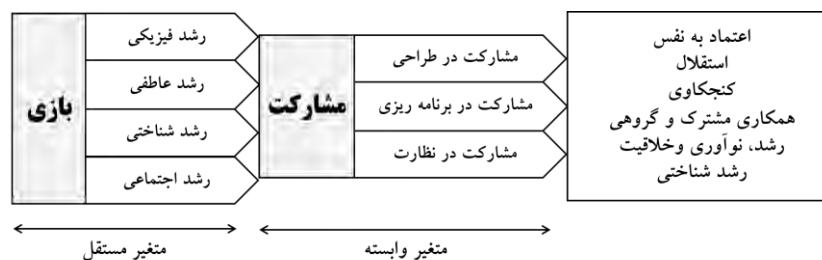 بازی
رشد فیزیکی
رشد عاطفی
رشد شناختی
رشد اجتماعی
مشارکت
مشارکت در طراحی
مشارکت در برنامه ریزی
مشارکت در نظارت
اعتماد به نفس
استقلال
کنجکاوی
همکاری مشترک و گروهی
رشد، نوآوری وخلاقیت
رشد شناختی
متغیر مستقل
متغیر وابسته